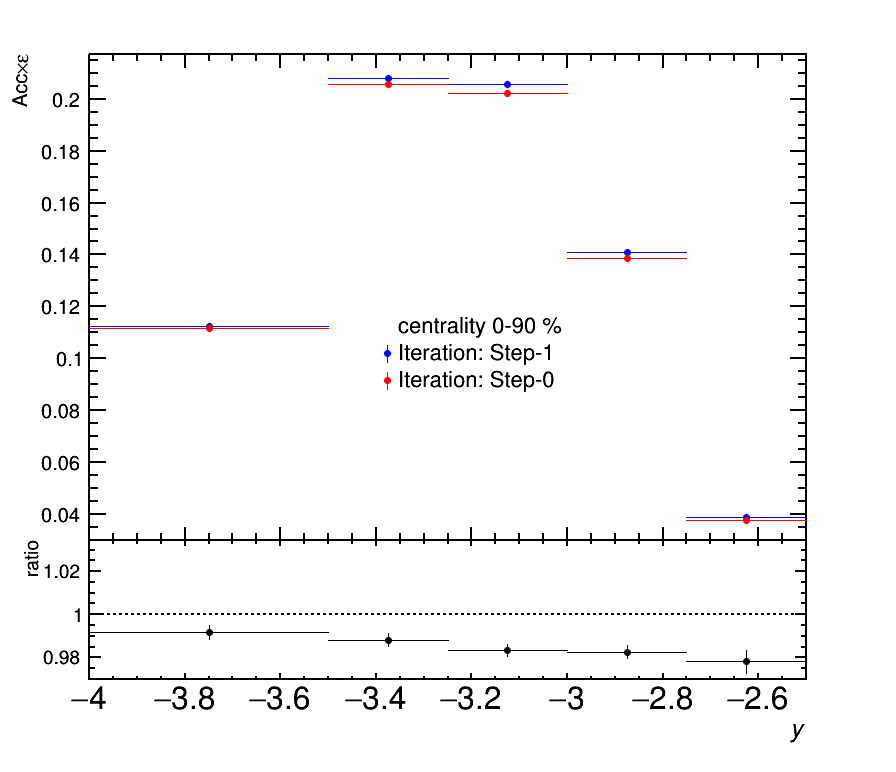 Acc×ε
0.2
0.18
0.16
0.14
0.12
0.1
0.08
0.06
0.04
centrality 0-90 %
Iteration: Step-1
Iteration: Step-0
ratio
1.02
1
0.98
−4 −3.8 −3.6 −3.4 −3.2 −3 −2.8 −2.6
y